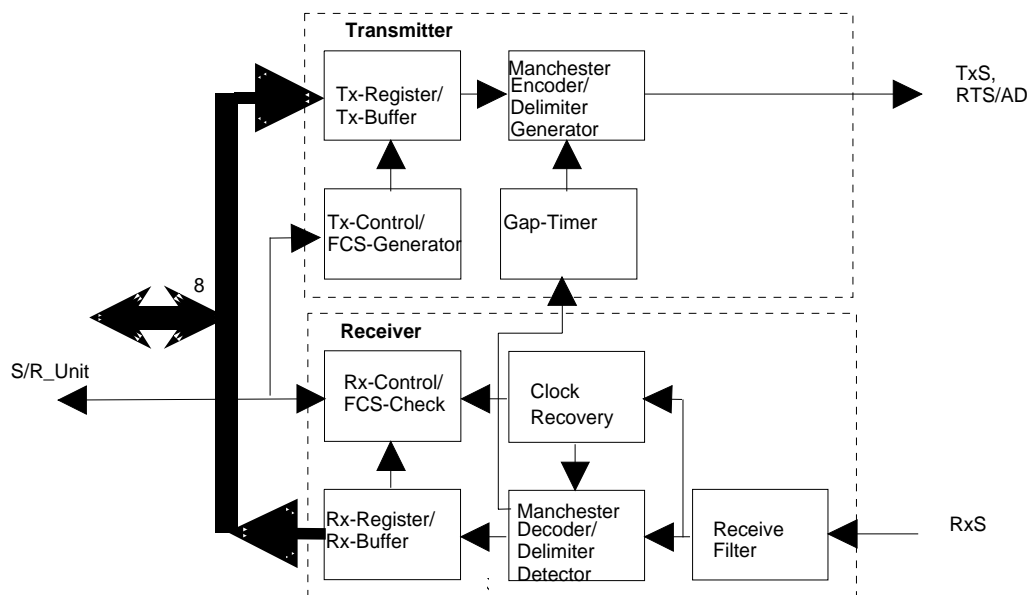 Transmitter
Tx-Register/
Tx-Buffer
Manchester
Encoder/
Delimiter
Generator
TxS,
RTS/AD
Tx-Control/
FCS-Generator
Gap-Timer
8
Receiver
S/R_Unit
Rx-Control/
FCS-Check
Clock
Recovery
Rx-Register/
Rx-Buffer
Manchester
Decoder/
Delimiter
Detector
Receive
Filter
RxS